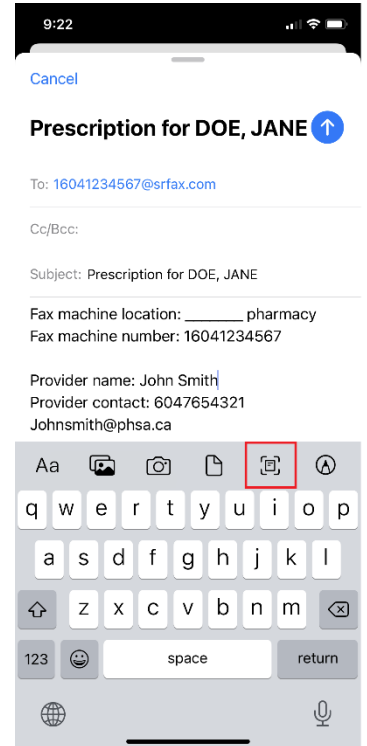 9:22
Cancel
Prescription for DOE, JANE
To: 16041234567@srfax.com
Cc/Bcc:
Subject: Prescription for DOE, JANE
Fax machine location: _______ pharmacy
Fax machine number: 16041234567
Provider name: John Smith
Provider contact: 6047654321
Johnsmith@phsa.ca
Aa
q w e r t y u i o p
a s d f g h j k l
z x c v b n m
123 space return